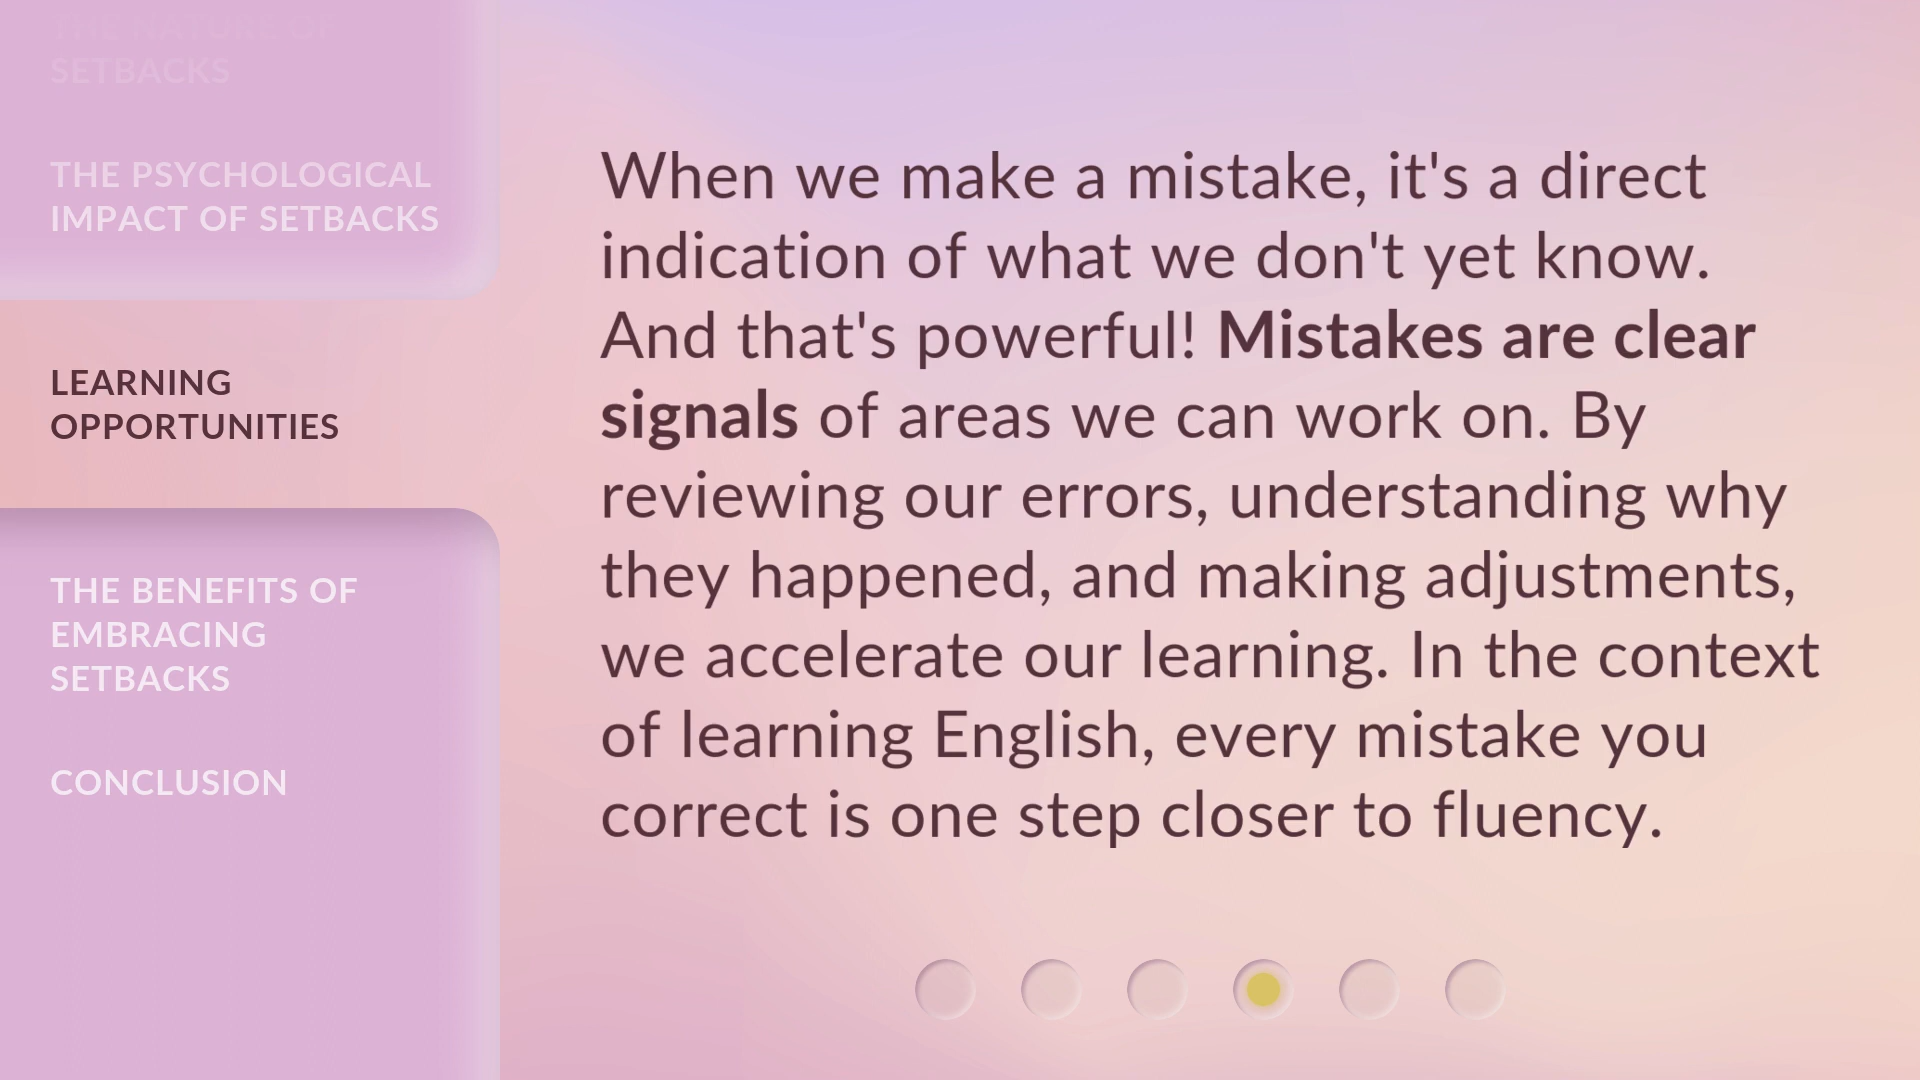 THE NATURE OF
SETBACKS
THE PSYCHOLOGICAL
IMPACT OF SETBACKS
LEARNING
OPPORTUNITIES
THE BENEFITS OF
EMBRACING
SETBACKS
CONCLUSION
When we make a mistake, it's a direct
indication of what we don't yet know.
And that's powerful! Mistakes are clear
signals of areas we can work on. By
reviewing our errors, understanding why
they happened, and making adjustments,
we accelerate our learning. In the context
of learning English, every mistake you
correct is one step closer to fluency.